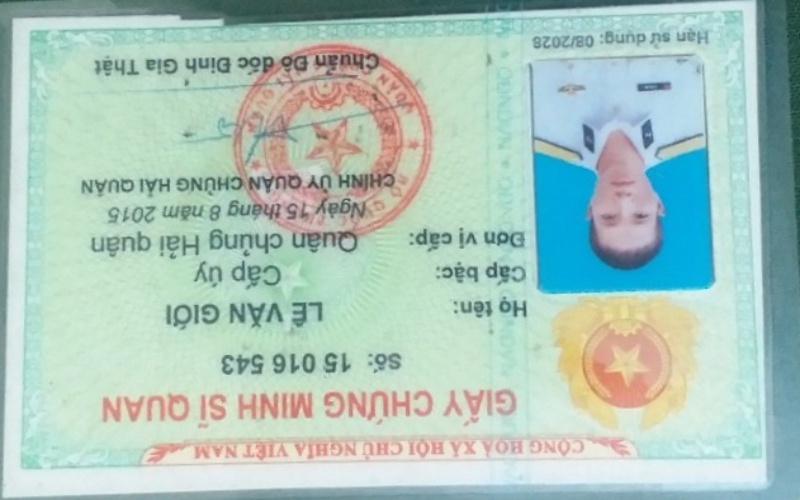 CỘNG HOÀ XÃ HỘI CHỦ NGHĨA VIỆT NAM
GIẤY CHỨNG MINH SĨ QUAN
Số: 15 016 543
Họ tên: LÊ VĂN GIỚI
Cấp bậc: Cấp úy
Đơn vị cấp: Quân chủng Hải quân
Ngày 15 tháng 8 năm 2015
CHÍNH ỦY QUÂN CHỦNG HẢI QUÂN
Chuẩn Đô đốc Đinh Gia Thật
Hạn sử dụng: 08/2028